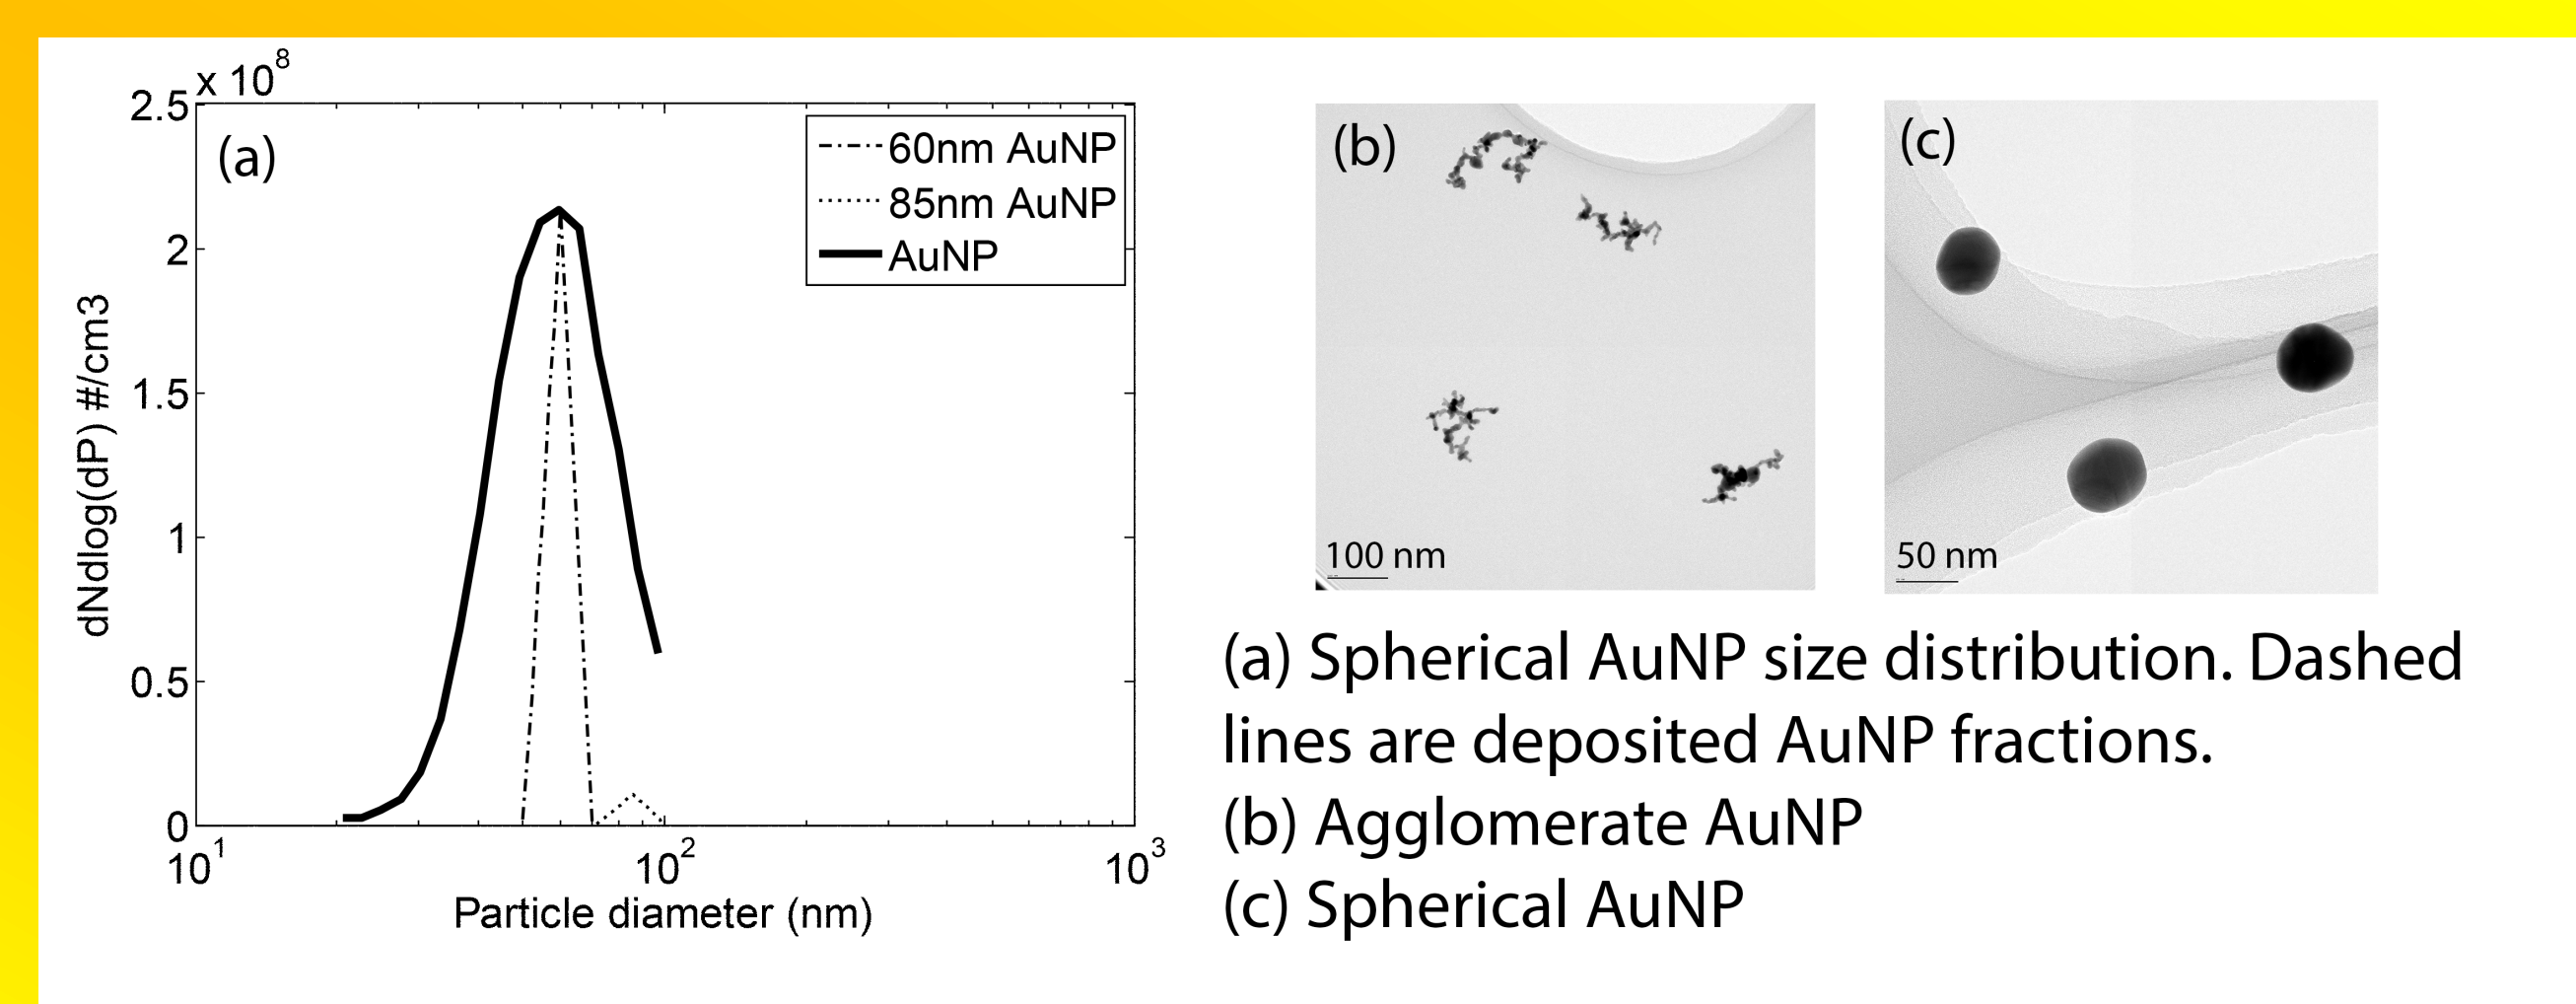 x 10^8
2.5
2
1.5
1
0.5
0
(a)
60nm AuNP
85nm AuNP
AuNP
dNdlog(dP) #/cm3
10^1
10^2
10^3
Particle diameter (nm)
(b)
100 nm
(c)
50 nm
(a) Spherical AuNP size distribution. Dashed
lines are deposited AuNP fractions.
(b) Agglomerate AuNP
(c) Spherical AuNP